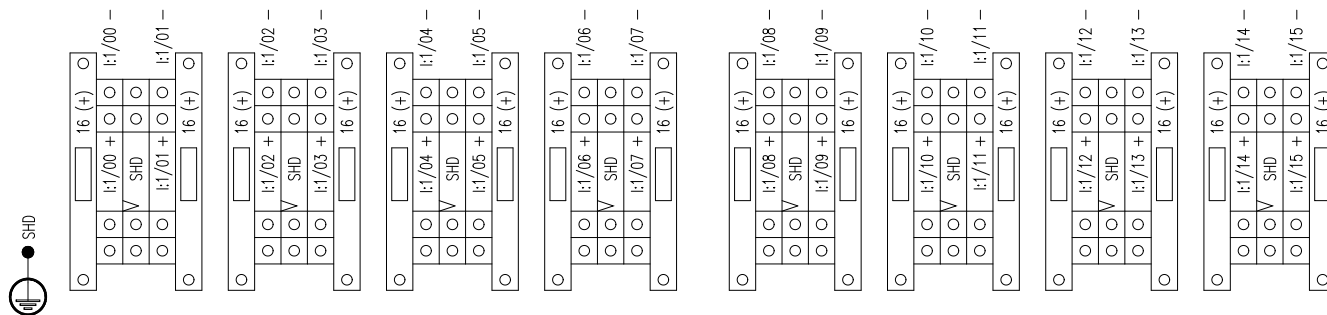 SHD
16 (+)
I:1/00 -
I:1/00 +
SHD
I:1/01 -
I:1/01 +
16 (+)
16 (+)
I:1/02 -
I:1/02 +
SHD
I:1/03 -
I:1/03 +
16 (+)
16 (+)
I:1/04 -
I:1/04 +
SHD
I:1/05 -
I:1/05 +
16 (+)
16 (+)
I:1/06 -
I:1/06 +
SHD
I:1/07 -
I:1/07 +
16 (+)
16 (+)
I:1/08 -
I:1/08 +
SHD
I:1/09 -
I:1/09 +
16 (+)
16 (+)
I:1/10 -
I:1/10 +
SHD
I:1/11 -
I:1/11 +
16 (+)
16 (+)
I:1/12 -
I:1/12 +
SHD
I:1/13 -
I:1/13 +
16 (+)
16 (+)
I:1/14 -
I:1/14 +
SHD
I:1/15 -
I:1/15 +
16 (+)